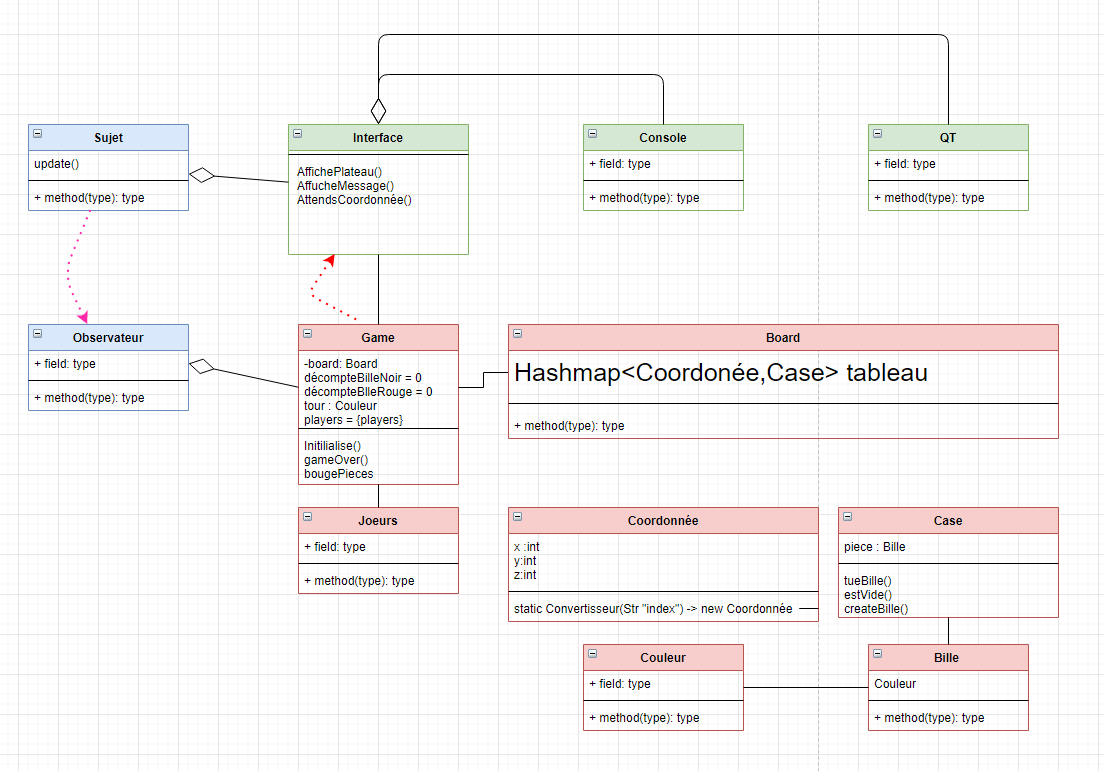 Sujet
update()
+ method(type): type
Interface
AffichePlateau()
AffucheMessage()
AttendsCoordonnée()
Console
+ field: type
+ method(type): type
QT
+ field: type
+ method(type): type
Observateur
+ field: type
+ method(type): type
Game
-board: Board
décompteBilleNoir = 0
décompteBlleRouge = 0
tour : Couleur
players = {players}
Initilialise()
gameOver()
bougePieces
Board
Hashmap<Coordonée,Case> tableau
+ method(type): type
Joeurs
+ field: type
+ method(type): type
Coordonnée
x :int
y:int
z:int
static Convertisseur(Str "index") -> new Coordonnée
Case
piece : Bille
tueBille()
estVide()
createBille()
Couleur
+ field: type
+ method(type): type
Bille
Couleur
+ method(type): type